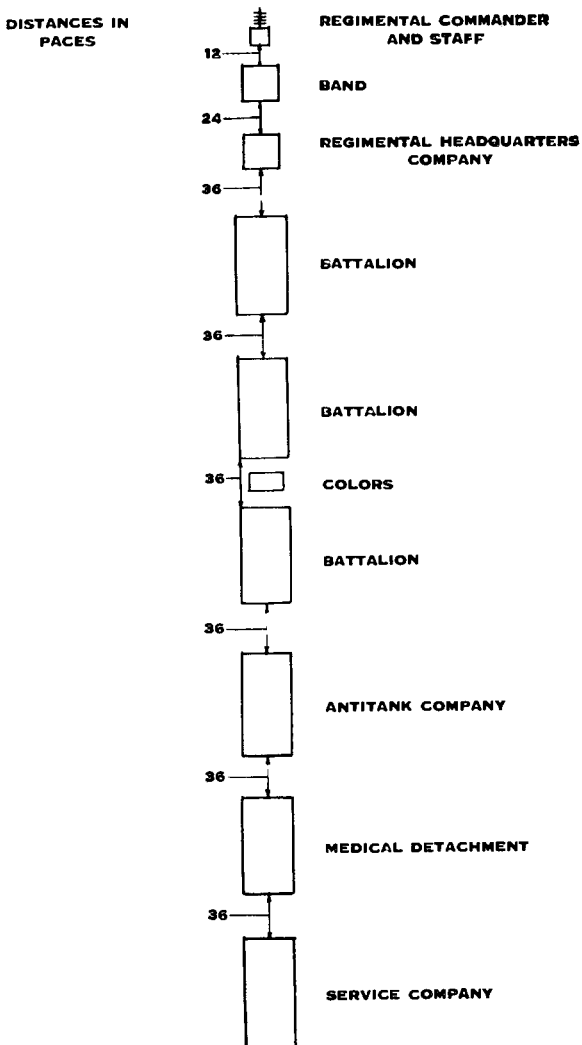 DISTANCES IN
PACES
REGIMENTAL COMMANDER
AND STAFF
12
BAND
24
REGIMENTAL HEADQUARTERS
COMPANY
36
BATTALION
36
BATTALION
36
COLORS
BATTALION
36
ANTITANK COMPANY
36
MEDICAL DETACHMENT
36
SERVICE COMPANY